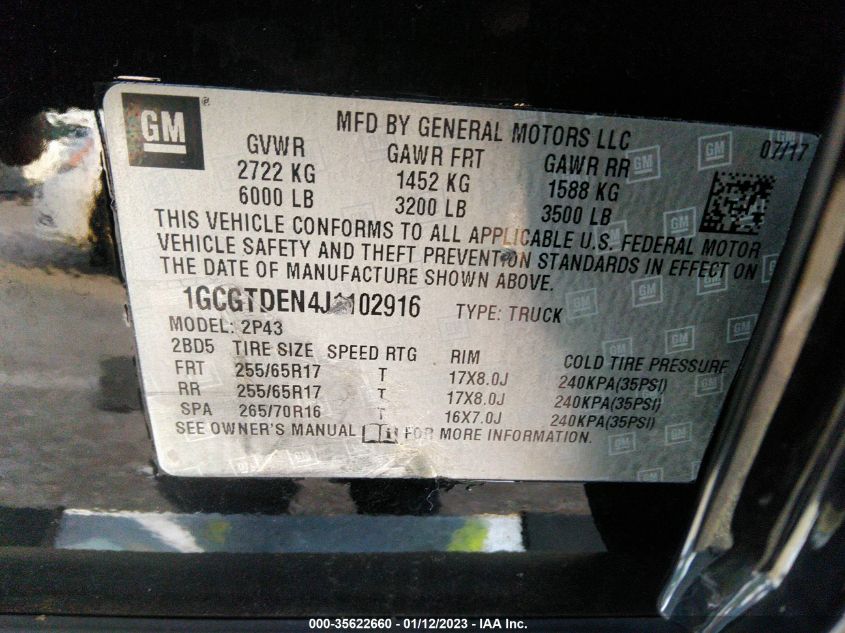 GM ®
MFD BY GENERAL MOTORS LLC
07/17
GVWR GAWR FRT GAWR RR
2722 KG 1452 KG 1588 KG
6000 LB 3200 LB 3500 LB
THIS VEHICLE CONFORMS TO ALL APPLICABLE U.S. FEDERAL MOTOR
VEHICLE SAFETY AND THEFT PREVENTION STANDARDS IN EFFECT ON
THE DATE OF MANUFACTURE SHOWN ABOVE.
1GCGTDEN4J1102916 TYPE: TRUCK
MODEL: 2P43
2BD5 TIRE SIZE SPEED RTG RIM COLD TIRE PRESSURE
FRT 255/65R17 T 17X8.0J 240KPA(35PSI)
RR 255/65R17 T 17X8.0J 240KPA(35PSI)
SPA 265/70R16 T 16X7.0J 240KPA(35PSI)
SEE OWNER'S MANUAL FOR MORE INFORMATION.
000-35622660 - 01/12/2023 - IAA Inc.